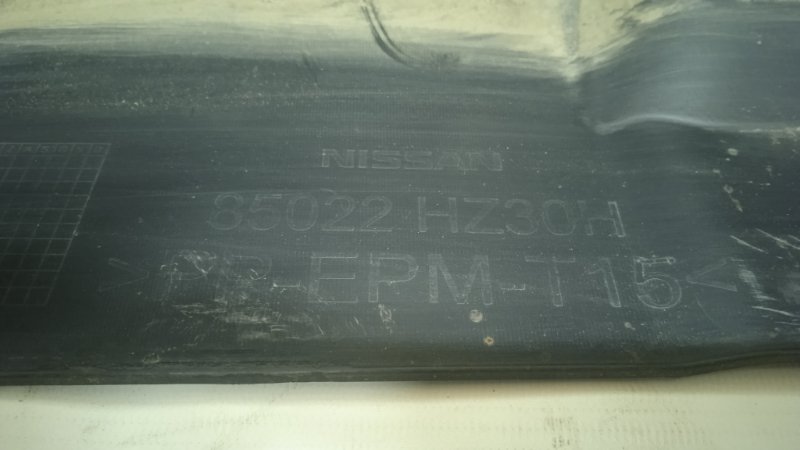 NISSAN
85022 HZ30H
>PP-EPM-T15<